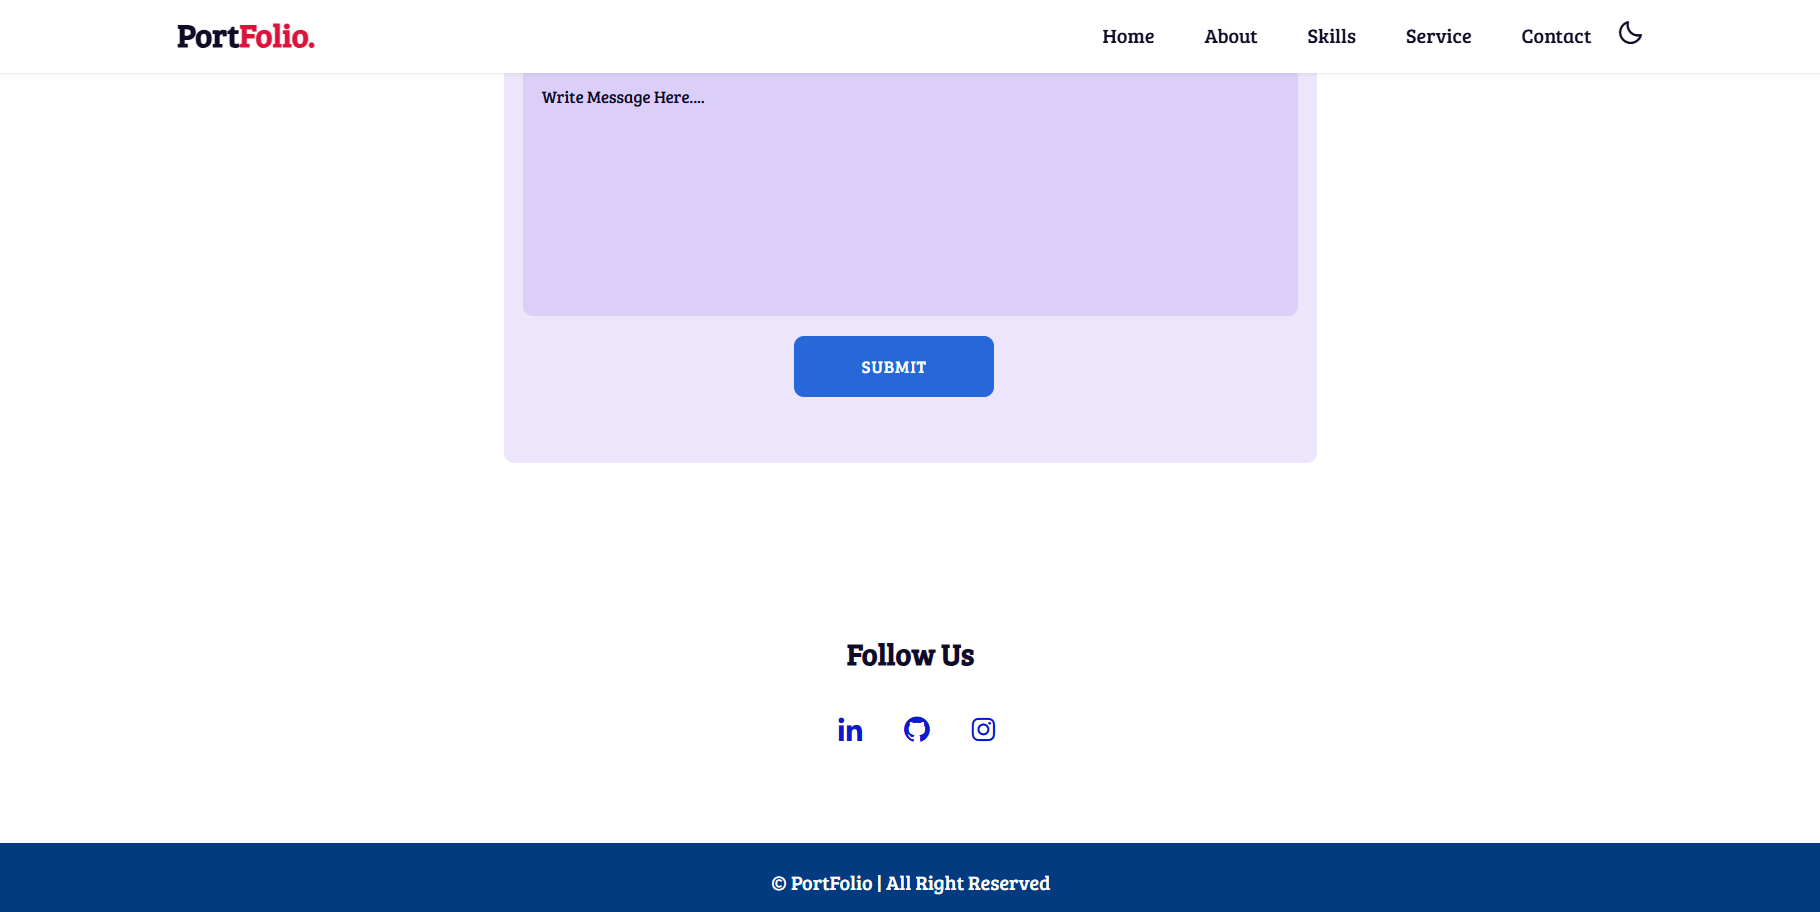 PortFolio.
Home About Skills Service Contact
Write Message Here....
SUBMIT
Follow Us
© PortFolio | All Right Reserved